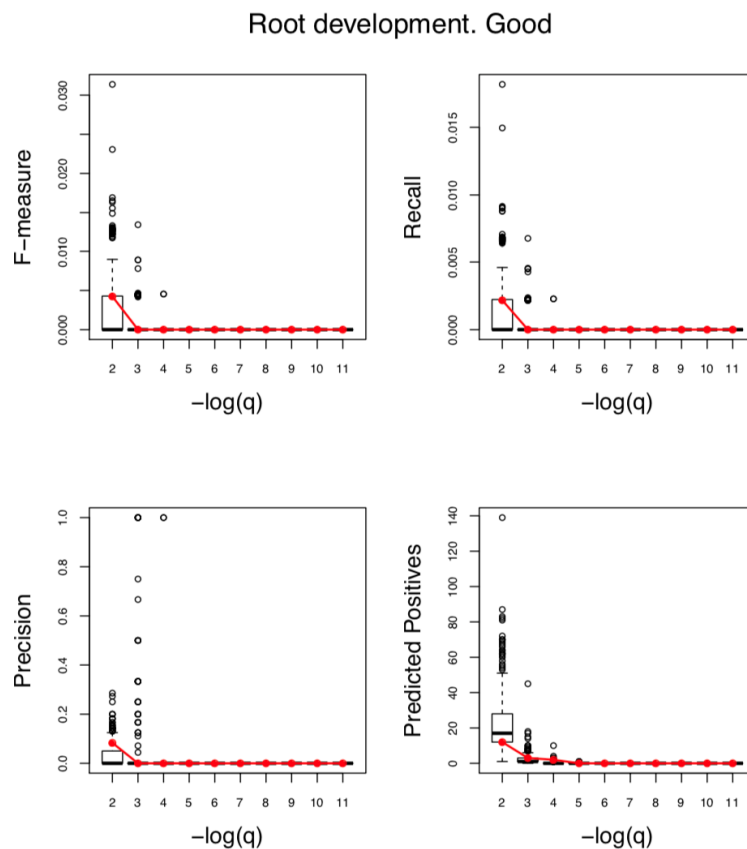 Root development. Good
F−measure
0.000 0.010 0.020 0.030
2 3 4 5 6 7 8 9 10 11
−log(q)
Recall
0.000 0.005 0.010 0.015
2 3 4 5 6 7 8 9 10 11
−log(q)
Precision
0.0 0.2 0.4 0.6 0.8 1.0
2 3 4 5 6 7 8 9 10 11
−log(q)
Predicted Positives
0 20 40 60 80 100 120 140
2 3 4 5 6 7 8 9 10 11
−log(q)